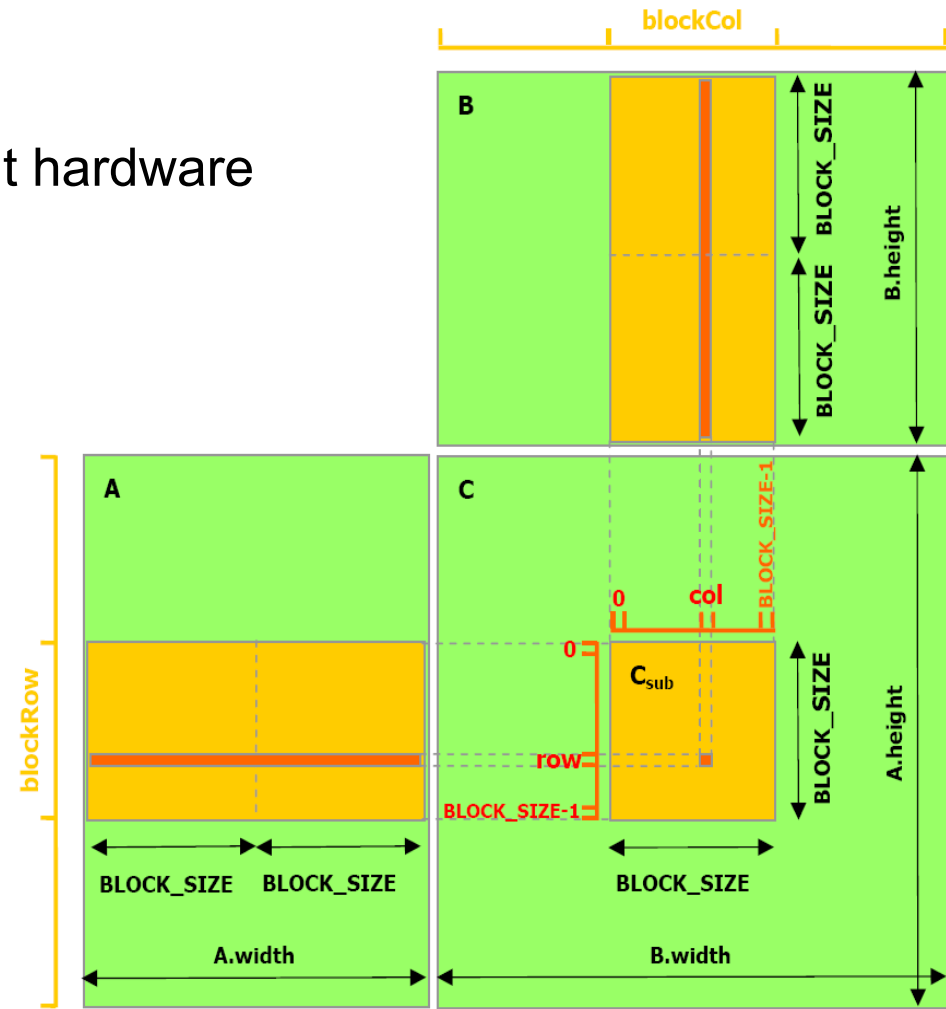 blockCol
t hardware
B
BLOCK_SIZE
BLOCK_SIZE
B.height
A
C
BLOCK_SIZE-1
0
col
blockRow
0
C_sub
row
BLOCK_SIZE-1
BLOCK_SIZE
A.height
BLOCK_SIZE
BLOCK_SIZE
BLOCK_SIZE
A.width
B.width